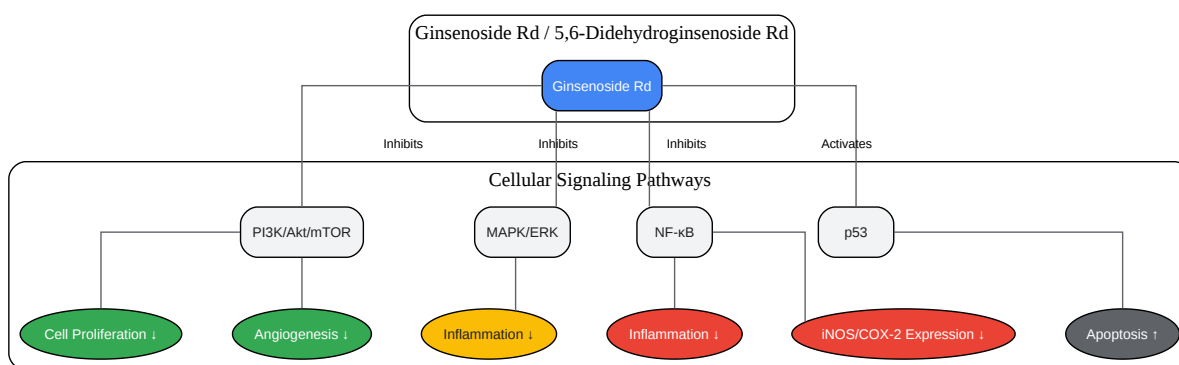 Ginsenoside Rd / 5,6-Didehydroginsenoside Rd
Ginsenoside Rd
Inhibits
Inhibits
Inhibits
Activates
Cellular Signaling Pathways
PI3K/Akt/mTOR
MAPK/ERK
NF-κB
p53
Cell Proliferation ↓
Angiogenesis ↓
Inflammation ↓
Inflammation ↓
iNOS/COX-2 Expression ↓
Apoptosis ↑